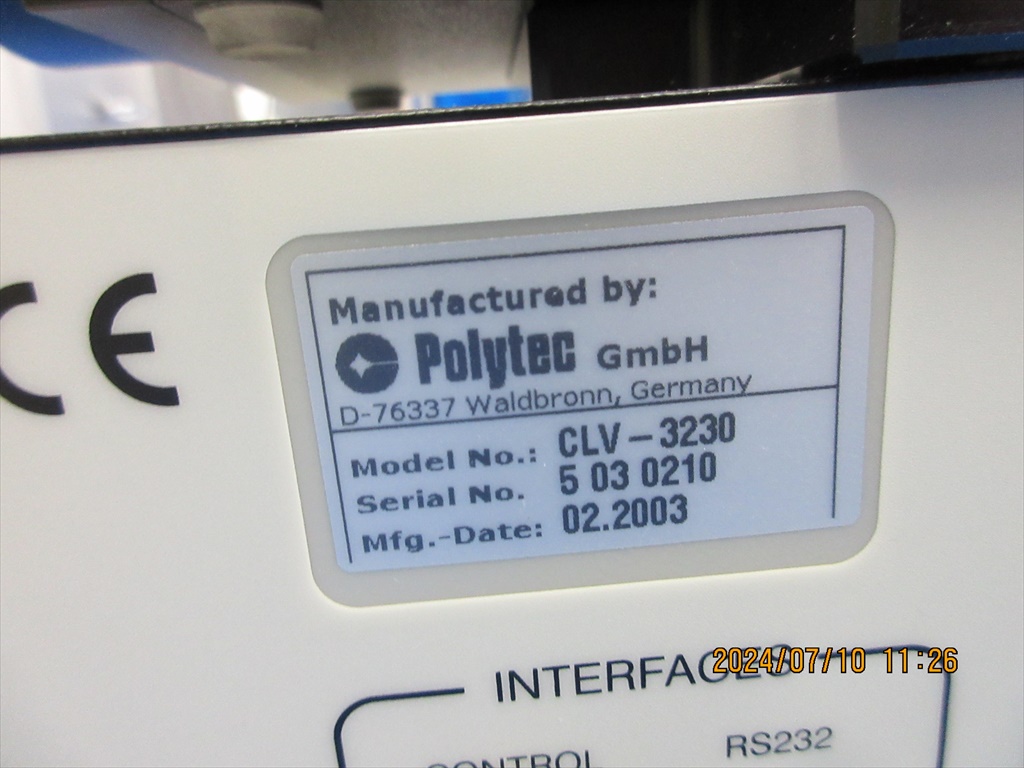 CE
Manufactured by:
Polytec GmbH
D-76337 Waldbronn, Germany
Model No.: CLV-3230
Serial No. 5 03 0210
Mfg.-Date: 02.2003
INTERFACES
2024/07/10 11:26
CONTROL RS232